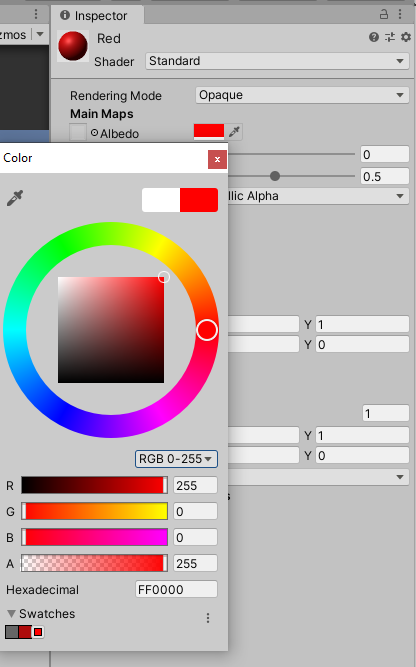 Inspector
zmos
Red
Shader Standard
Rendering Mode Opaque
Main Maps
Albedo
Color x
0
0.5
llic Alpha
Y 1
Y 0
1
Y 1
RGB 0-255
Y 0
R 255
G 0
B 0
A 255
Hexadecimal FF0000
Swatches